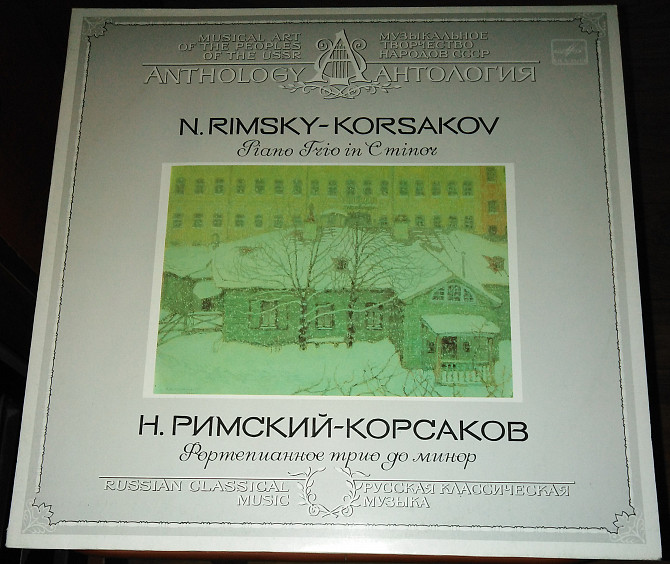 MUSICAL ART
OF THE PEOPLES
OF THE USSR
МУЗЫКАЛЬНОЕ
ТВОРЧЕСТВО
НАРОДОВ СССР
ANTHOLOGY
АНТОЛОГИЯ
N. RIMSKY-KORSAKOV
Piano Trio in C minor
Н. РИМСКИЙ-КОРСАКОВ
Фортепианное трио до минор
RUSSIAN CLASSICAL
MUSIC
РУССКАЯ КЛАССИЧЕСКАЯ
МУЗЫКА